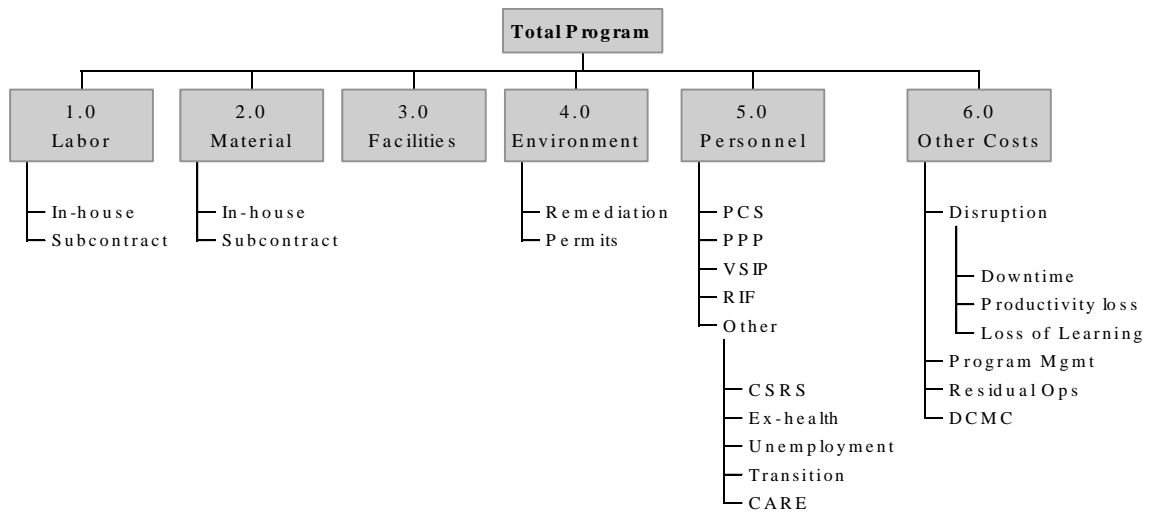 Total Program
1.0
Labor
2.0
Material
3.0
Facilities
4.0
Environment
5.0
Personnel
6.0
Other Costs
In-house
Subcontract
In-house
Subcontract
Remediation
Permits
PCS
PPP
VSIP
RIF
Other
CSRS
Ex-health
Unemployment
Transition
CARE
Disruption
Downtime
Productivity loss
Loss of Learning
Program Mgmt
Residual Ops
DCMC